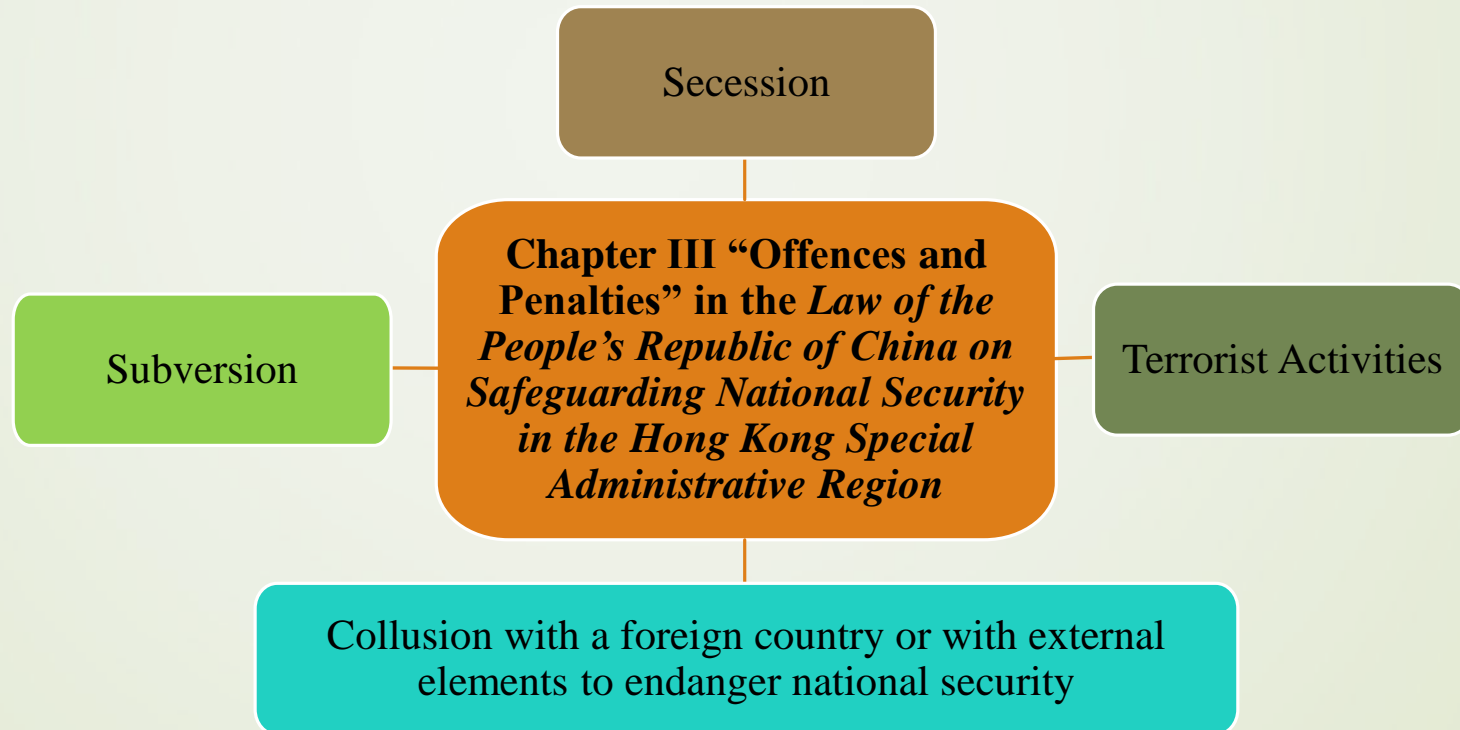 Secession
Chapter III “Offences and
Penalties” in the Law of the
People’s Republic of China on
Safeguarding National Security
in the Hong Kong Special
Administrative Region
Subversion
Terrorist Activities
Collusion with a foreign country or with external
elements to endanger national security